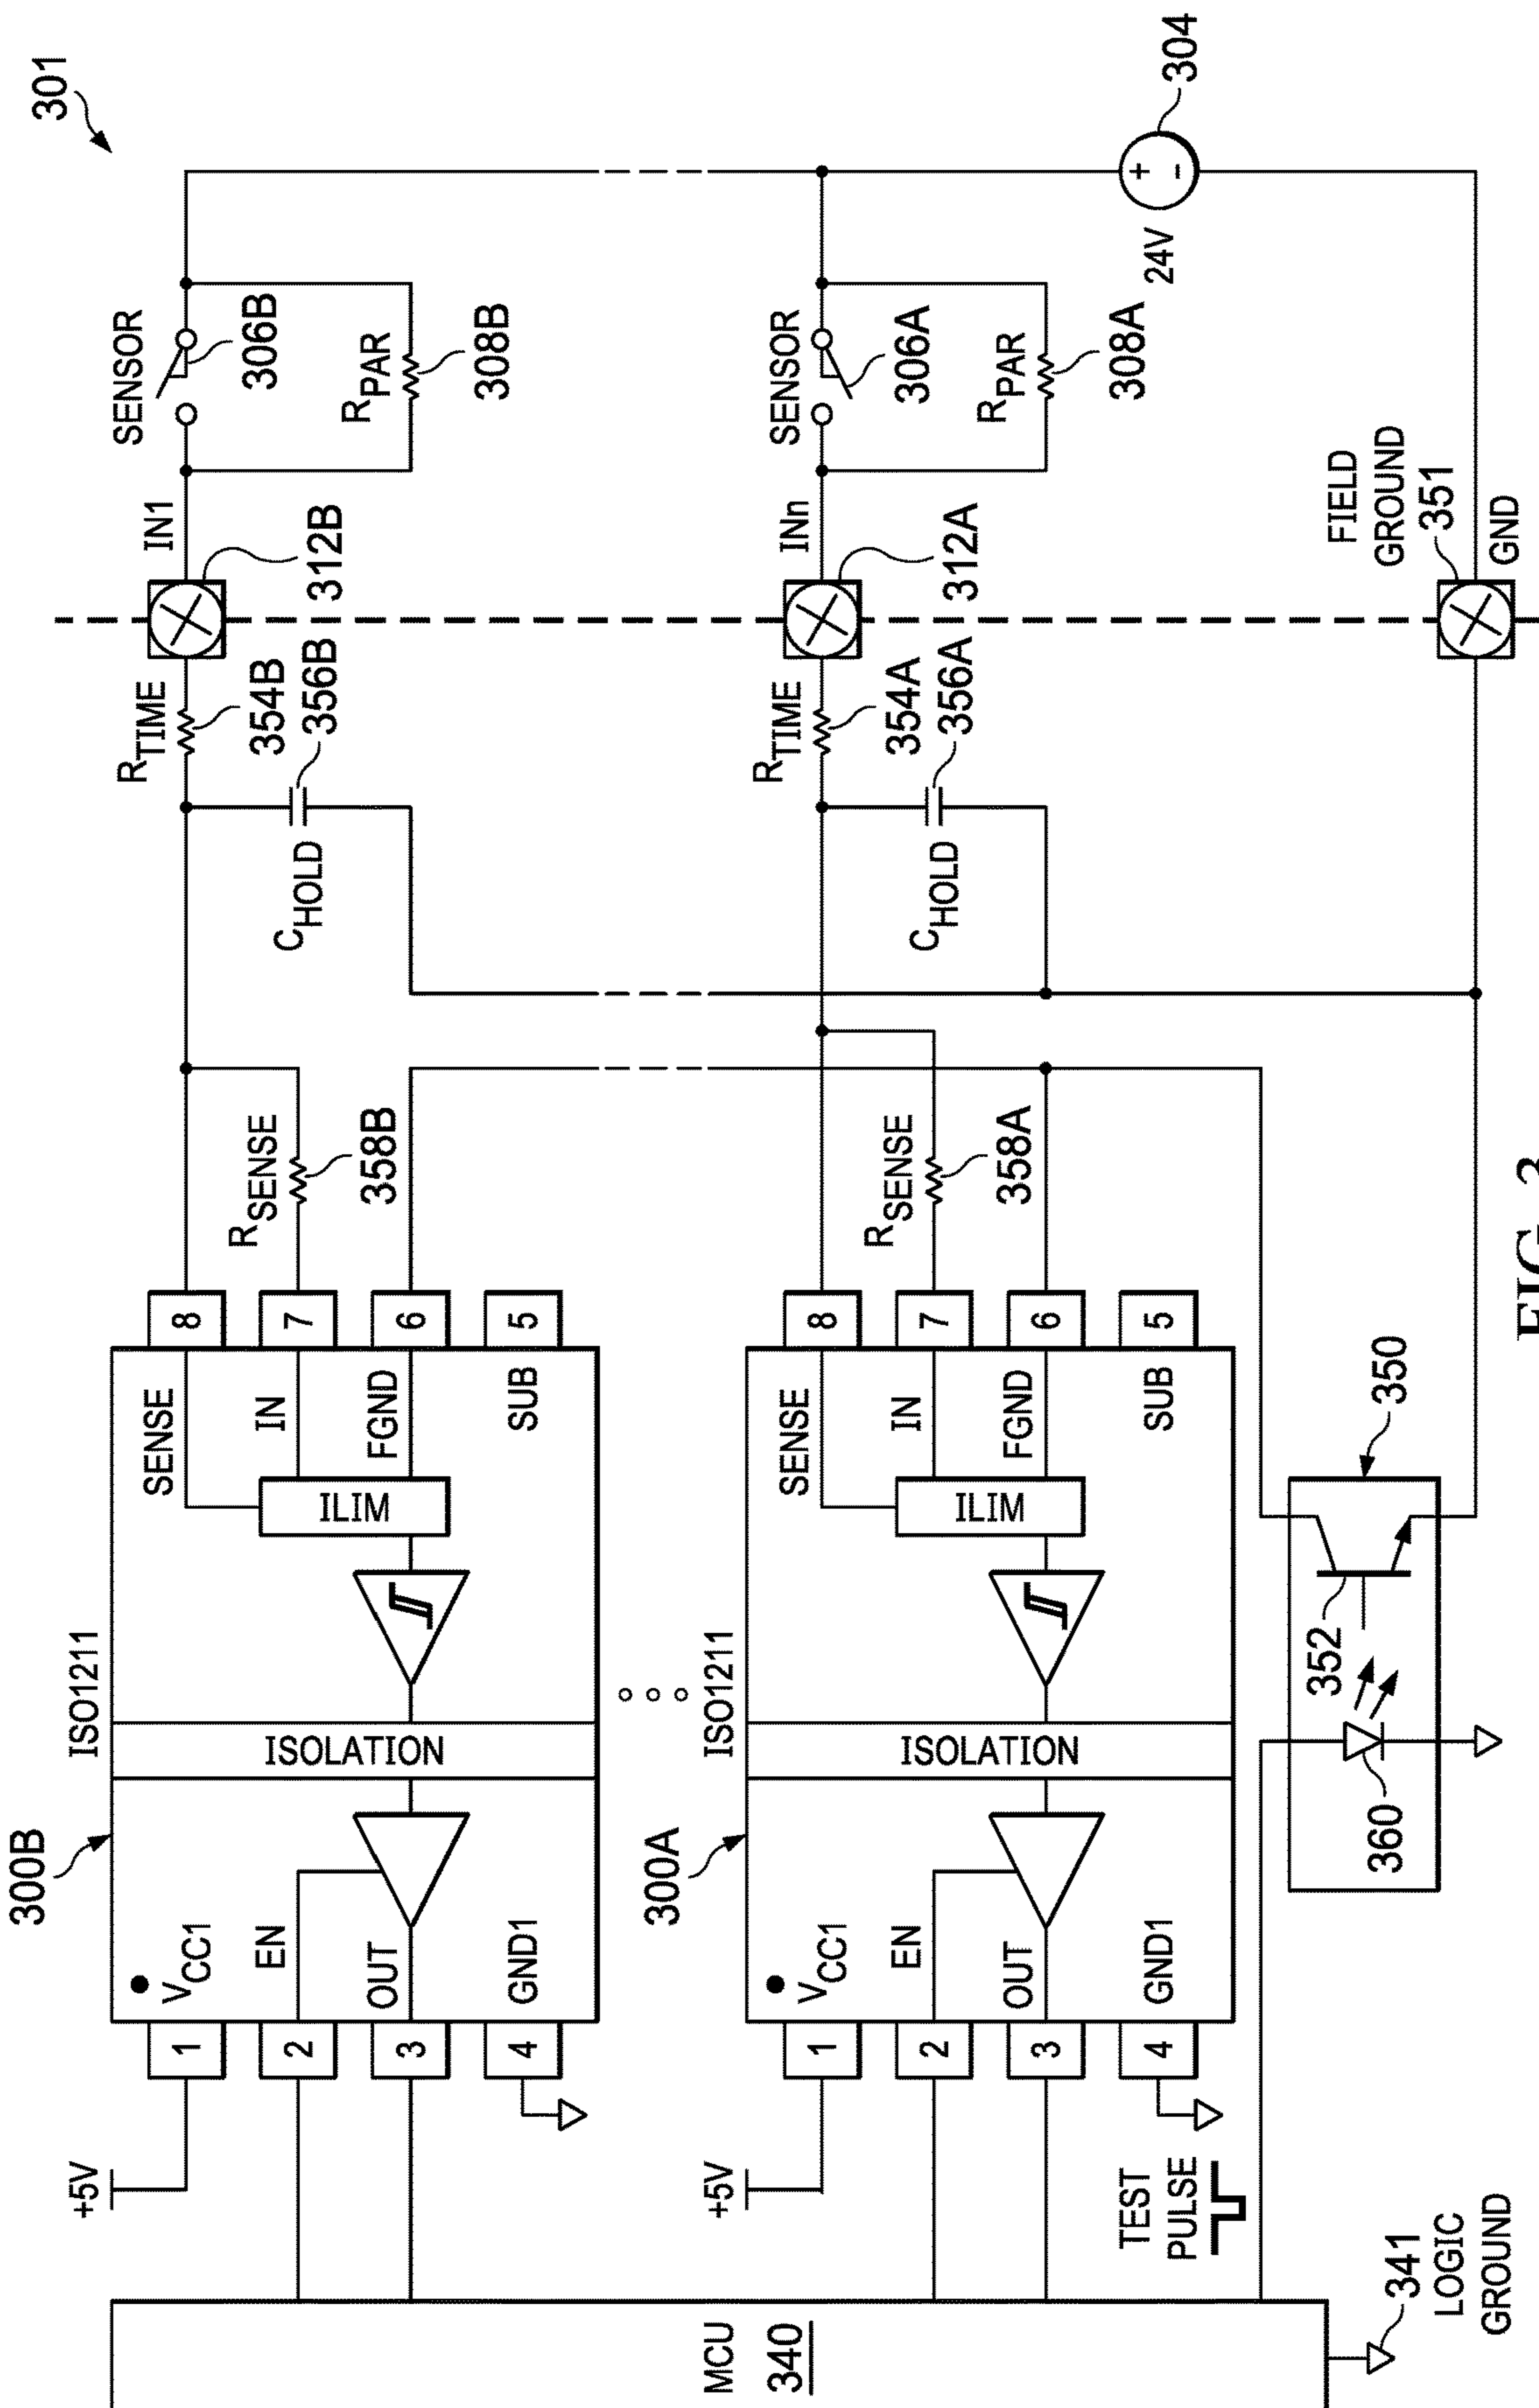 301
300B
ISO1211
+5V
1
VCC1
EN
2
OUT
3
GND1
4
ISOLATION
SENSE
8
IN
7
FGND
6
SUB
5
ILIM
RSENSE
358B
RTIME
354B
CHOLD
356B
IN1
312B
SENSOR
306B
RPAR
308B
MCU
340
300A
ISO1211
+5V
1
VCC1
EN
2
OUT
3
GND1
4
ISOLATION
SENSE
8
IN
7
FGND
6
SUB
5
ILIM
RSENSE
358A
RTIME
354A
CHOLD
356A
INn
312A
SENSOR
306A
RPAR
308A
TEST
PULSE
24V
+
-
304
352
360
350
FIELD
GROUND
351
GND
341
LOGIC
GROUND
FIG.